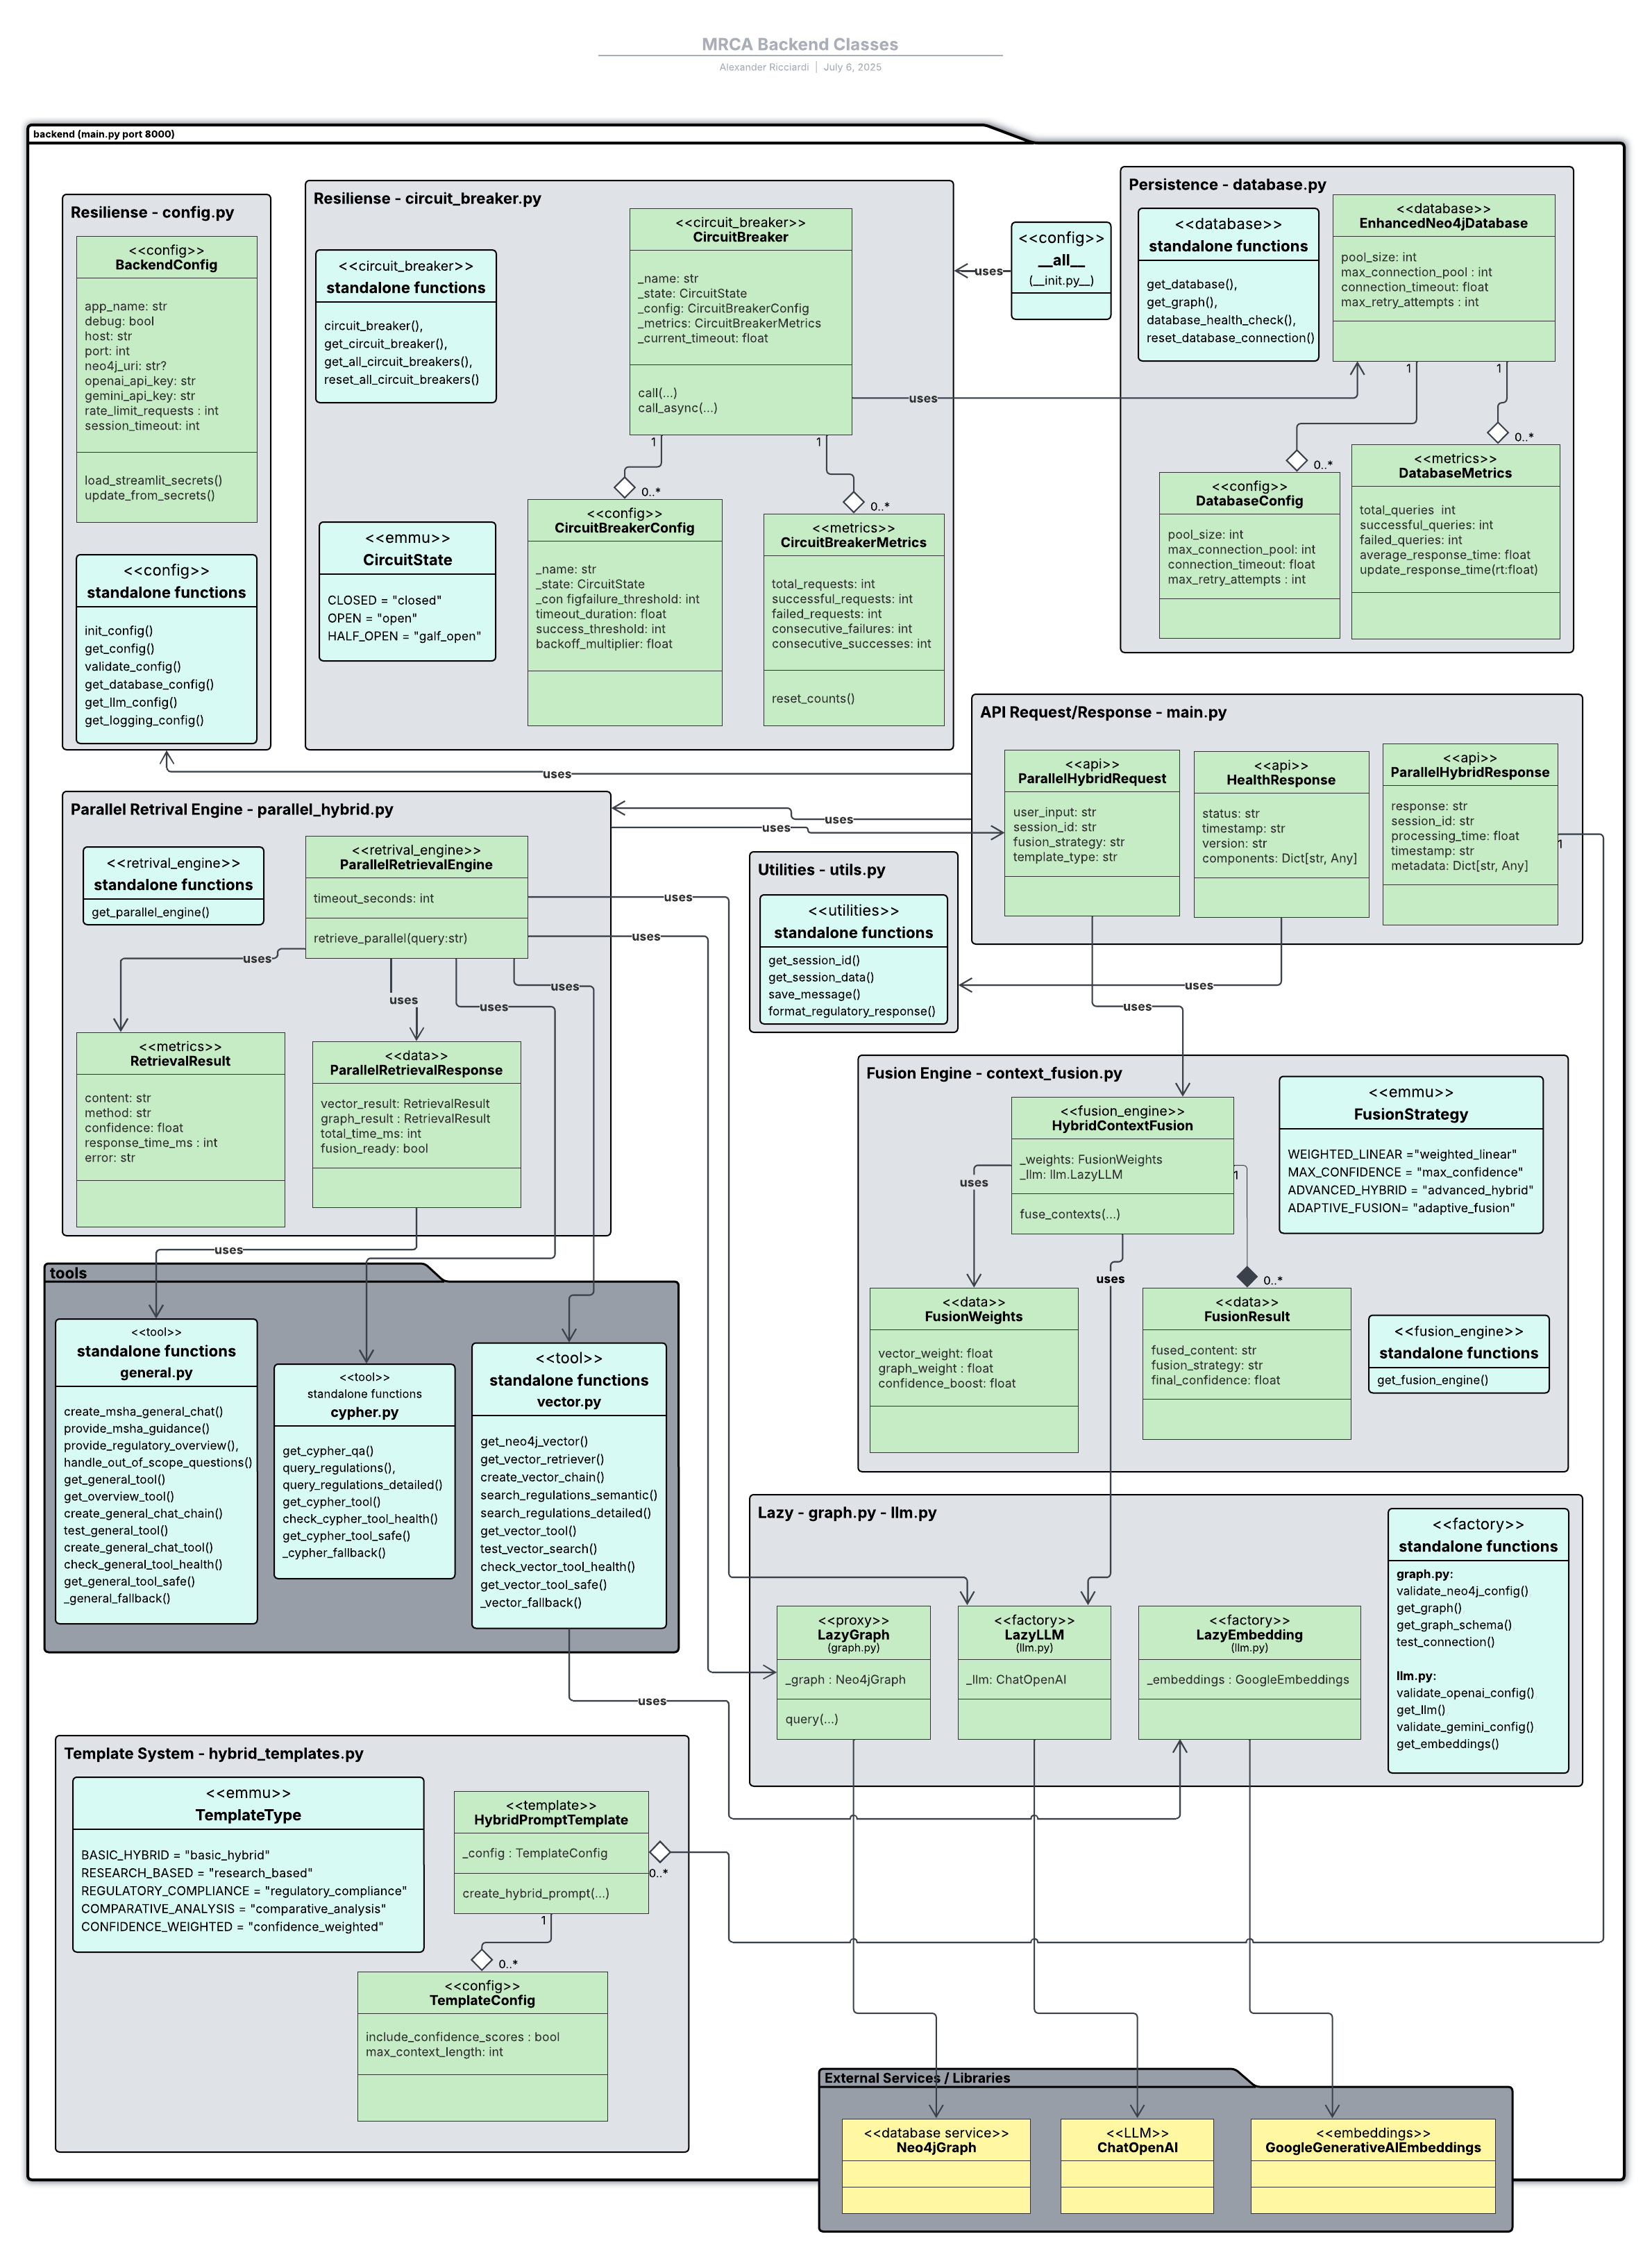 MRCA Backend Classes
Alexander Ricciardi | July 6, 2025
backend (main.py port 8000)
Resiliense - config.py
<<config>>
BackendConfig
app_name: str
debug: bool
host: str
port: int
neo4j_uri: str?
openai_api_key: str
gemini_api_key: str
rate_limit_requests : int
session_timeout: int
load_streamlit_secrets()
update_from_secrets()
<<config>>
standalone functions
init_config()
get_config()
validate_config()
get_database_config()
get_llm_config()
get_logging_config()
Resiliense - circuit_breaker.py
<<circuit_breaker>>
standalone functions
circuit_breaker(),
get_circuit_breaker(),
get_all_circuit_breakers(),
reset_all_circuit_breakers()
<<circuit_breaker>>
CircuitBreaker
_name: str
_state: CircuitState
_config: CircuitBreakerConfig
_metrics: CircuitBreakerMetrics
_current_timeout: float
call(...)
call_async(...)
1
1
0..*
0..*
<<emmu>>
CircuitState
CLOSED = "closed"
OPEN = "open"
HALF_OPEN = "galf_open"
<<config>>
CircuitBreakerConfig
_name: str
_state: CircuitState
_con figfailure_threshold: int
timeout_duration: float
success_threshold: int
backoff_multiplier: float
<<metrics>>
CircuitBreakerMetrics
total_requests: int
successful_requests: int
failed_requests: int
consecutive_failures: int
consecutive_successes: int
reset_counts()
uses
<<config>>
__all__
(__init.py__)
uses
Persistence - database.py
<<database>>
standalone functions
get_database(),
get_graph(),
database_health_check(),
reset_database_connection()
<<database>>
EnhancedNeo4jDatabase
pool_size: int
max_connection_pool : int
connection_timeout: float
max_retry_attempts : int
1
1
0..*
0..*
<<config>>
DatabaseConfig
pool_size: int
max_connection_pool: int
connection_timeout: float
max_retry_attempts : int
<<metrics>>
DatabaseMetrics
total_queries  int
successful_queries: int
failed_queries: int
average_response_time: float
update_response_time(rt:float)
API Request/Response - main.py
<<api>>
ParallelHybridRequest
user_input: str
session_id: str
fusion_strategy: str
template_type: str
<<api>>
HealthResponse
status: str
timestamp: str
version: str
components: Dict[str, Any]
<<api>>
ParallelHybridResponse
response: str
session_id: str
processing_time: float
timestamp: str
metadata: Dict[str, Any]
1
uses
uses
uses
Parallel Retrival Engine - parallel_hybrid.py
<<retrival_engine>>
standalone functions
get_parallel_engine()
<<retrival_engine>>
ParallelRetrievalEngine
timeout_seconds: int
retrieve_parallel(query:str)
uses
uses
uses
uses
uses
uses
<<metrics>>
RetrievalResult
content: str
method: str
confidence: float
response_time_ms : int
error: str
<<data>>
ParallelRetrievalResponse
vector_result: RetrievalResult
graph_result : RetrievalResult
total_time_ms: int
fusion_ready: bool
uses
Utilities - utils.py
<<utilities>>
standalone functions
get_session_id()
get_session_data()
save_message()
format_regulatory_response()
uses
uses
Fusion Engine - context_fusion.py
<<fusion_engine>>
HybridContextFusion
_weights: FusionWeights
_llm: llm.LazyLLM
fuse_contexts(...)
1
uses
uses
0..*
<<emmu>>
FusionStrategy
WEIGHTED_LINEAR ="weighted_linear"
MAX_CONFIDENCE = "max_confidence"
ADVANCED_HYBRID = "advanced_hybrid"
ADAPTIVE_FUSION= "adaptive_fusion"
<<data>>
FusionWeights
vector_weight: float
graph_weight : float
confidence_boost: float
<<data>>
FusionResult
fused_content: str
fusion_strategy: str
final_confidence: float
<<fusion_engine>>
standalone functions
get_fusion_engine()
tools
<<tool>>
standalone functions
general.py
create_msha_general_chat()
provide_msha_guidance()
provide_regulatory_overview(),
handle_out_of_scope_questions()
get_general_tool()
get_overview_tool()
create_general_chat_chain()
test_general_tool()
create_general_chat_tool()
check_general_tool_health()
get_general_tool_safe()
_general_fallback()
<<tool>>
standalone functions
cypher.py
get_cypher_qa()
query_regulations(),
query_regulations_detailed()
get_cypher_tool()
check_cypher_tool_health()
get_cypher_tool_safe()
_cypher_fallback()
<<tool>>
standalone functions
vector.py
get_neo4j_vector()
get_vector_retriever()
create_vector_chain()
search_regulations_semantic()
search_regulations_detailed()
get_vector_tool()
test_vector_search()
check_vector_tool_health()
get_vector_tool_safe()
_vector_fallback()
uses
Lazy - graph.py - llm.py
<<proxy>>
LazyGraph
(graph.py)
_graph : Neo4jGraph
query(...)
<<factory>>
LazyLLM
(llm.py)
_llm: ChatOpenAI
<<factory>>
LazyEmbedding
(llm.py)
_embeddings : GoogleEmbeddings
<<factory>>
standalone functions
graph.py:
validate_neo4j_config()
get_graph()
get_graph_schema()
test_connection()
llm.py:
validate_openai_config()
get_llm()
validate_gemini_config()
get_embeddings()
Template System - hybrid_templates.py
<<emmu>>
TemplateType
BASIC_HYBRID = "basic_hybrid"
RESEARCH_BASED = "research_based"
REGULATORY_COMPLIANCE = "regulatory_compliance"
COMPARATIVE_ANALYSIS = "comparative_analysis"
CONFIDENCE_WEIGHTED = "confidence_weighted"
<<template>>
HybridPromptTemplate
_config : TemplateConfig
create_hybrid_prompt(...)
0..*
1
0..*
<<config>>
TemplateConfig
include_confidence_scores : bool
max_context_length: int
External Services / Libraries
<<database service>>
Neo4jGraph
<<LLM>>
ChatOpenAI
<<embeddings>>
GoogleGenerativeAIEmbeddings